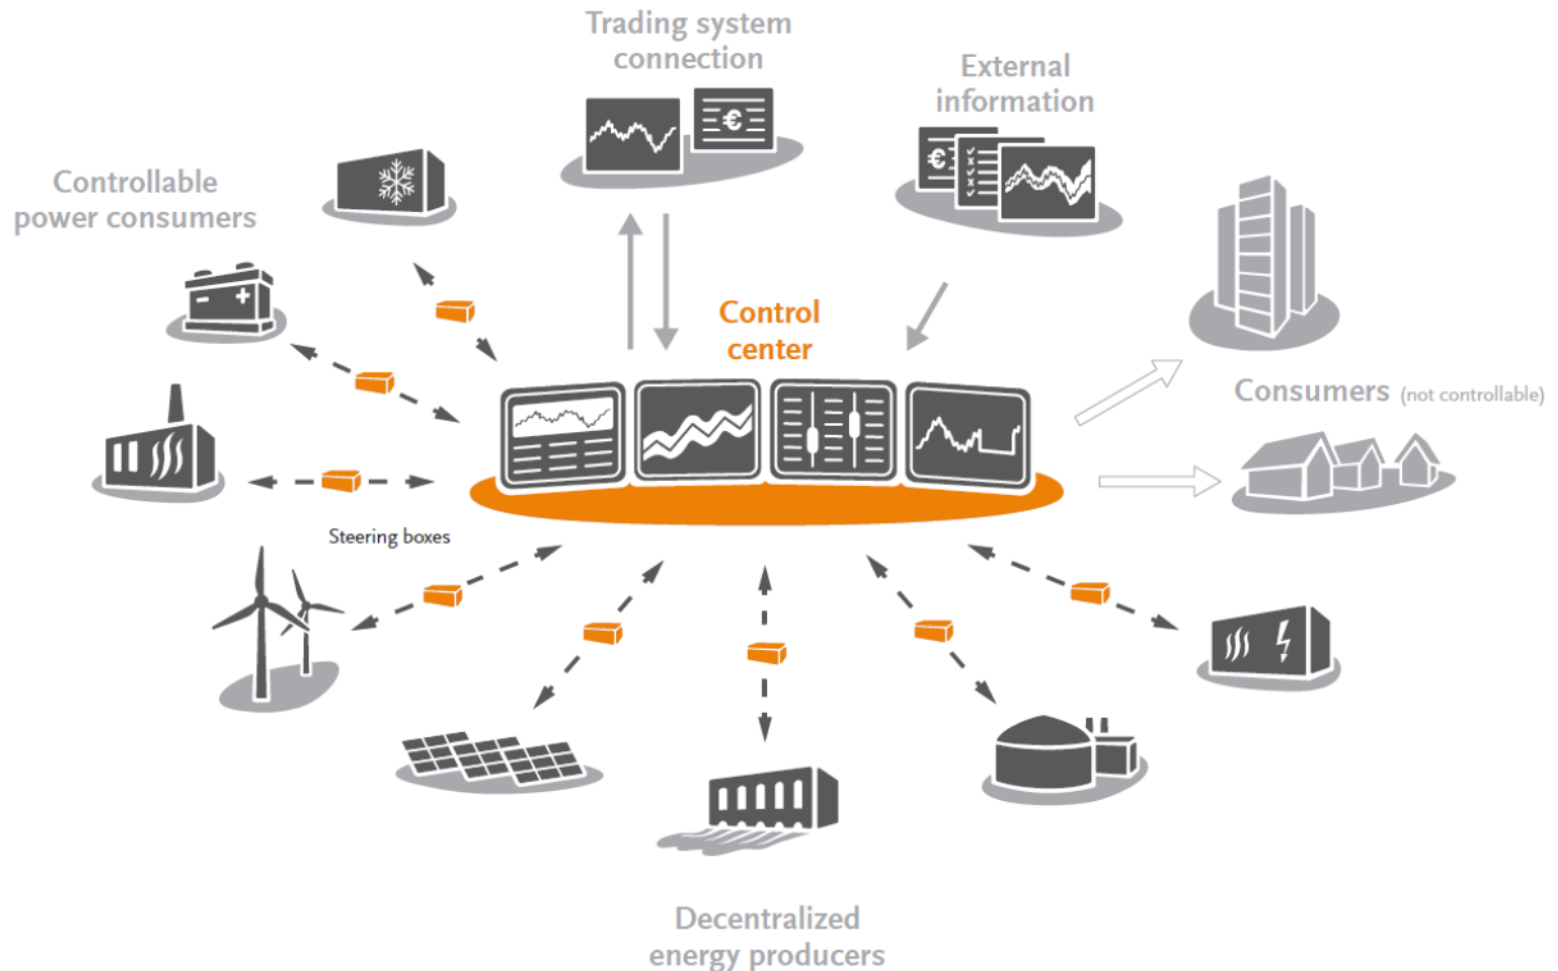 Trading system
connection
External
information
Controllable
power consumers
Control
center
Consumers (not controllable)
Steering boxes
Decentralized
energy producers